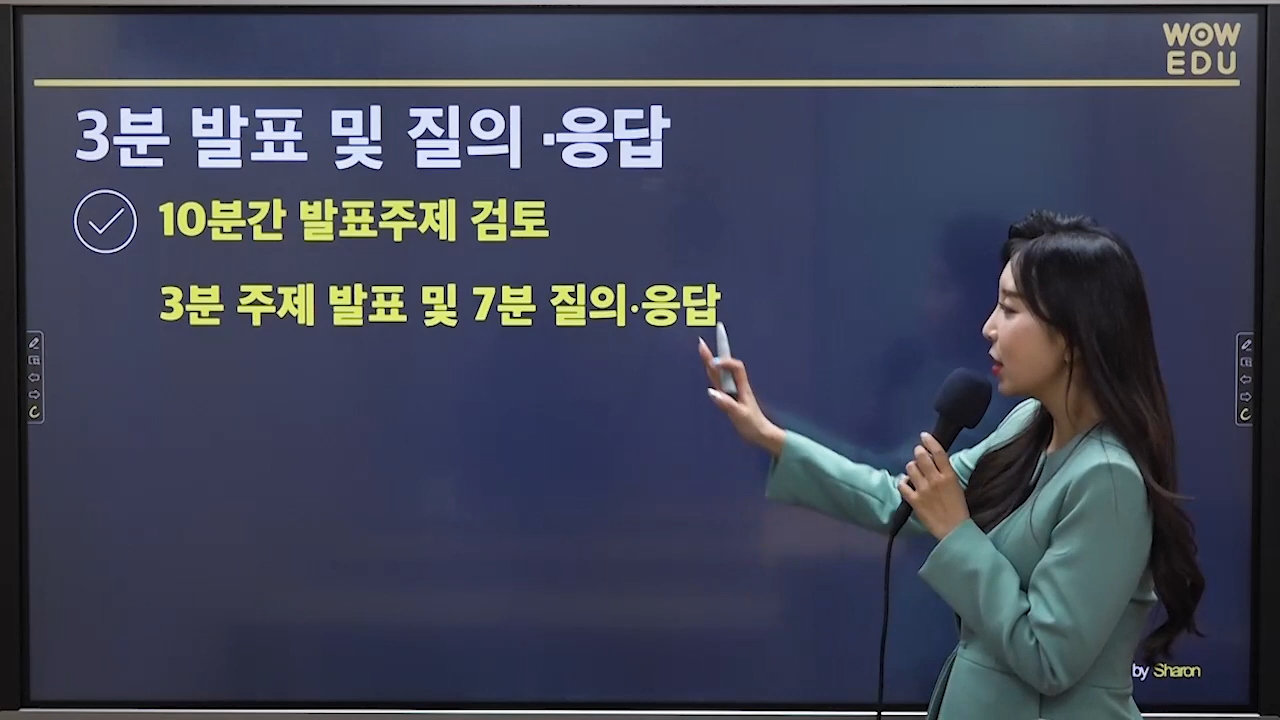 WOW
EDU
3분 발표 및 질의·응답
10분간 발표주제 검토
3분 주제 발표 및 7분 질의·응답
by Sharon